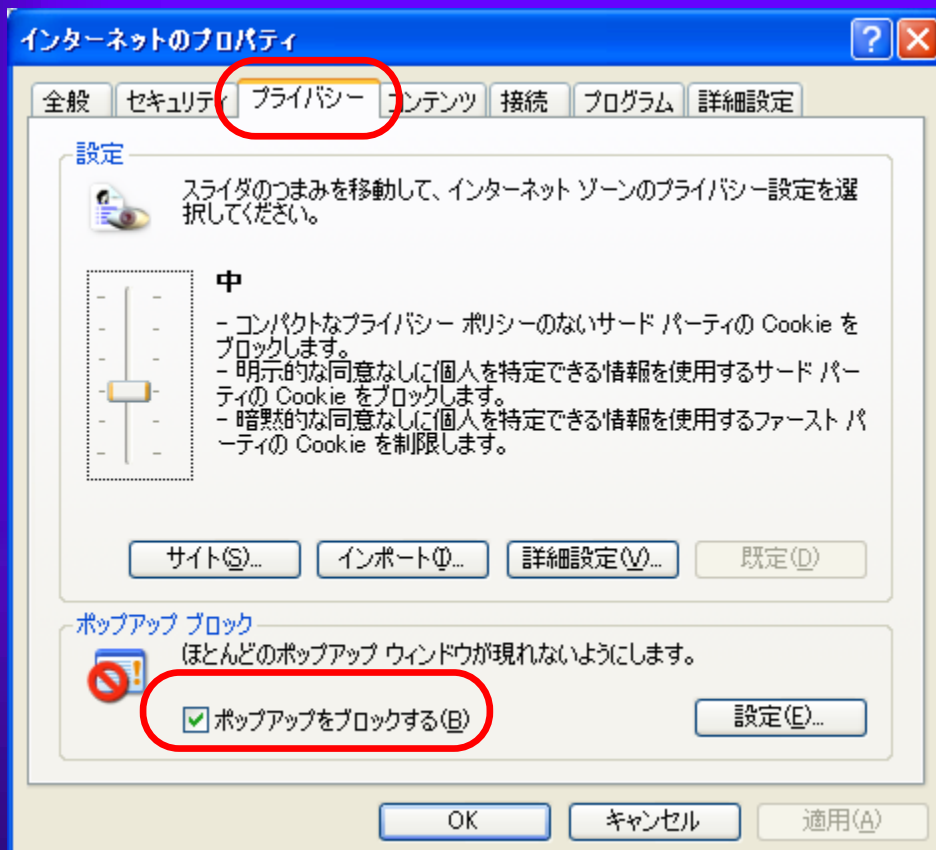 インターネットのプロパティ
全般 セキュリティ プライバシー コンテンツ 接続 プログラム 詳細設定
設定
スライダのつまみを移動して、インターネット ゾーンのプライバシー設定を選
択してください。
中
- コンパクトなプライバシー ポリシーのないサード パーティの Cookie を
ブロックします。
- 明示的な同意なしに個人を特定できる情報を使用するサード パー
ティの Cookie をブロックします。
- 暗黙的な同意なしに個人を特定できる情報を使用するファースト パ
ーティの Cookie を制限します。
サイト(S)... インポート(I)... 詳細設定(V)... 既定(D)
ポップアップ ブロック
ほとんどのポップアップ ウィンドウが現れないようにします。
ポップアップをブロックする(B) 設定(E)...
OK キャンセル 適用(A)